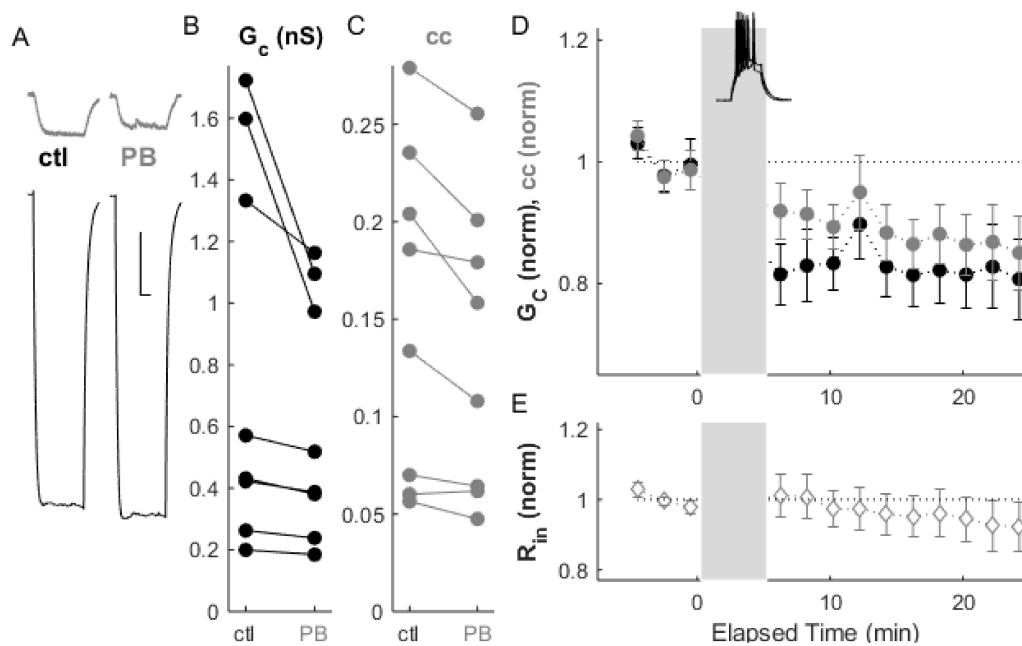 A
ctl
PB
B
G_c (nS)
1.6
1.4
1.2
1
0.8
0.6
0.4
0.2
0
ctl PB
C
cc
0.25
0.2
0.15
0.1
0.05
0
ctl PB
D
G_C (norm), cc (norm)
1.2
1
0.8
0 10 20
E
R_in (norm)
1.2
1
0.8
0 10 20
Elapsed Time (min)